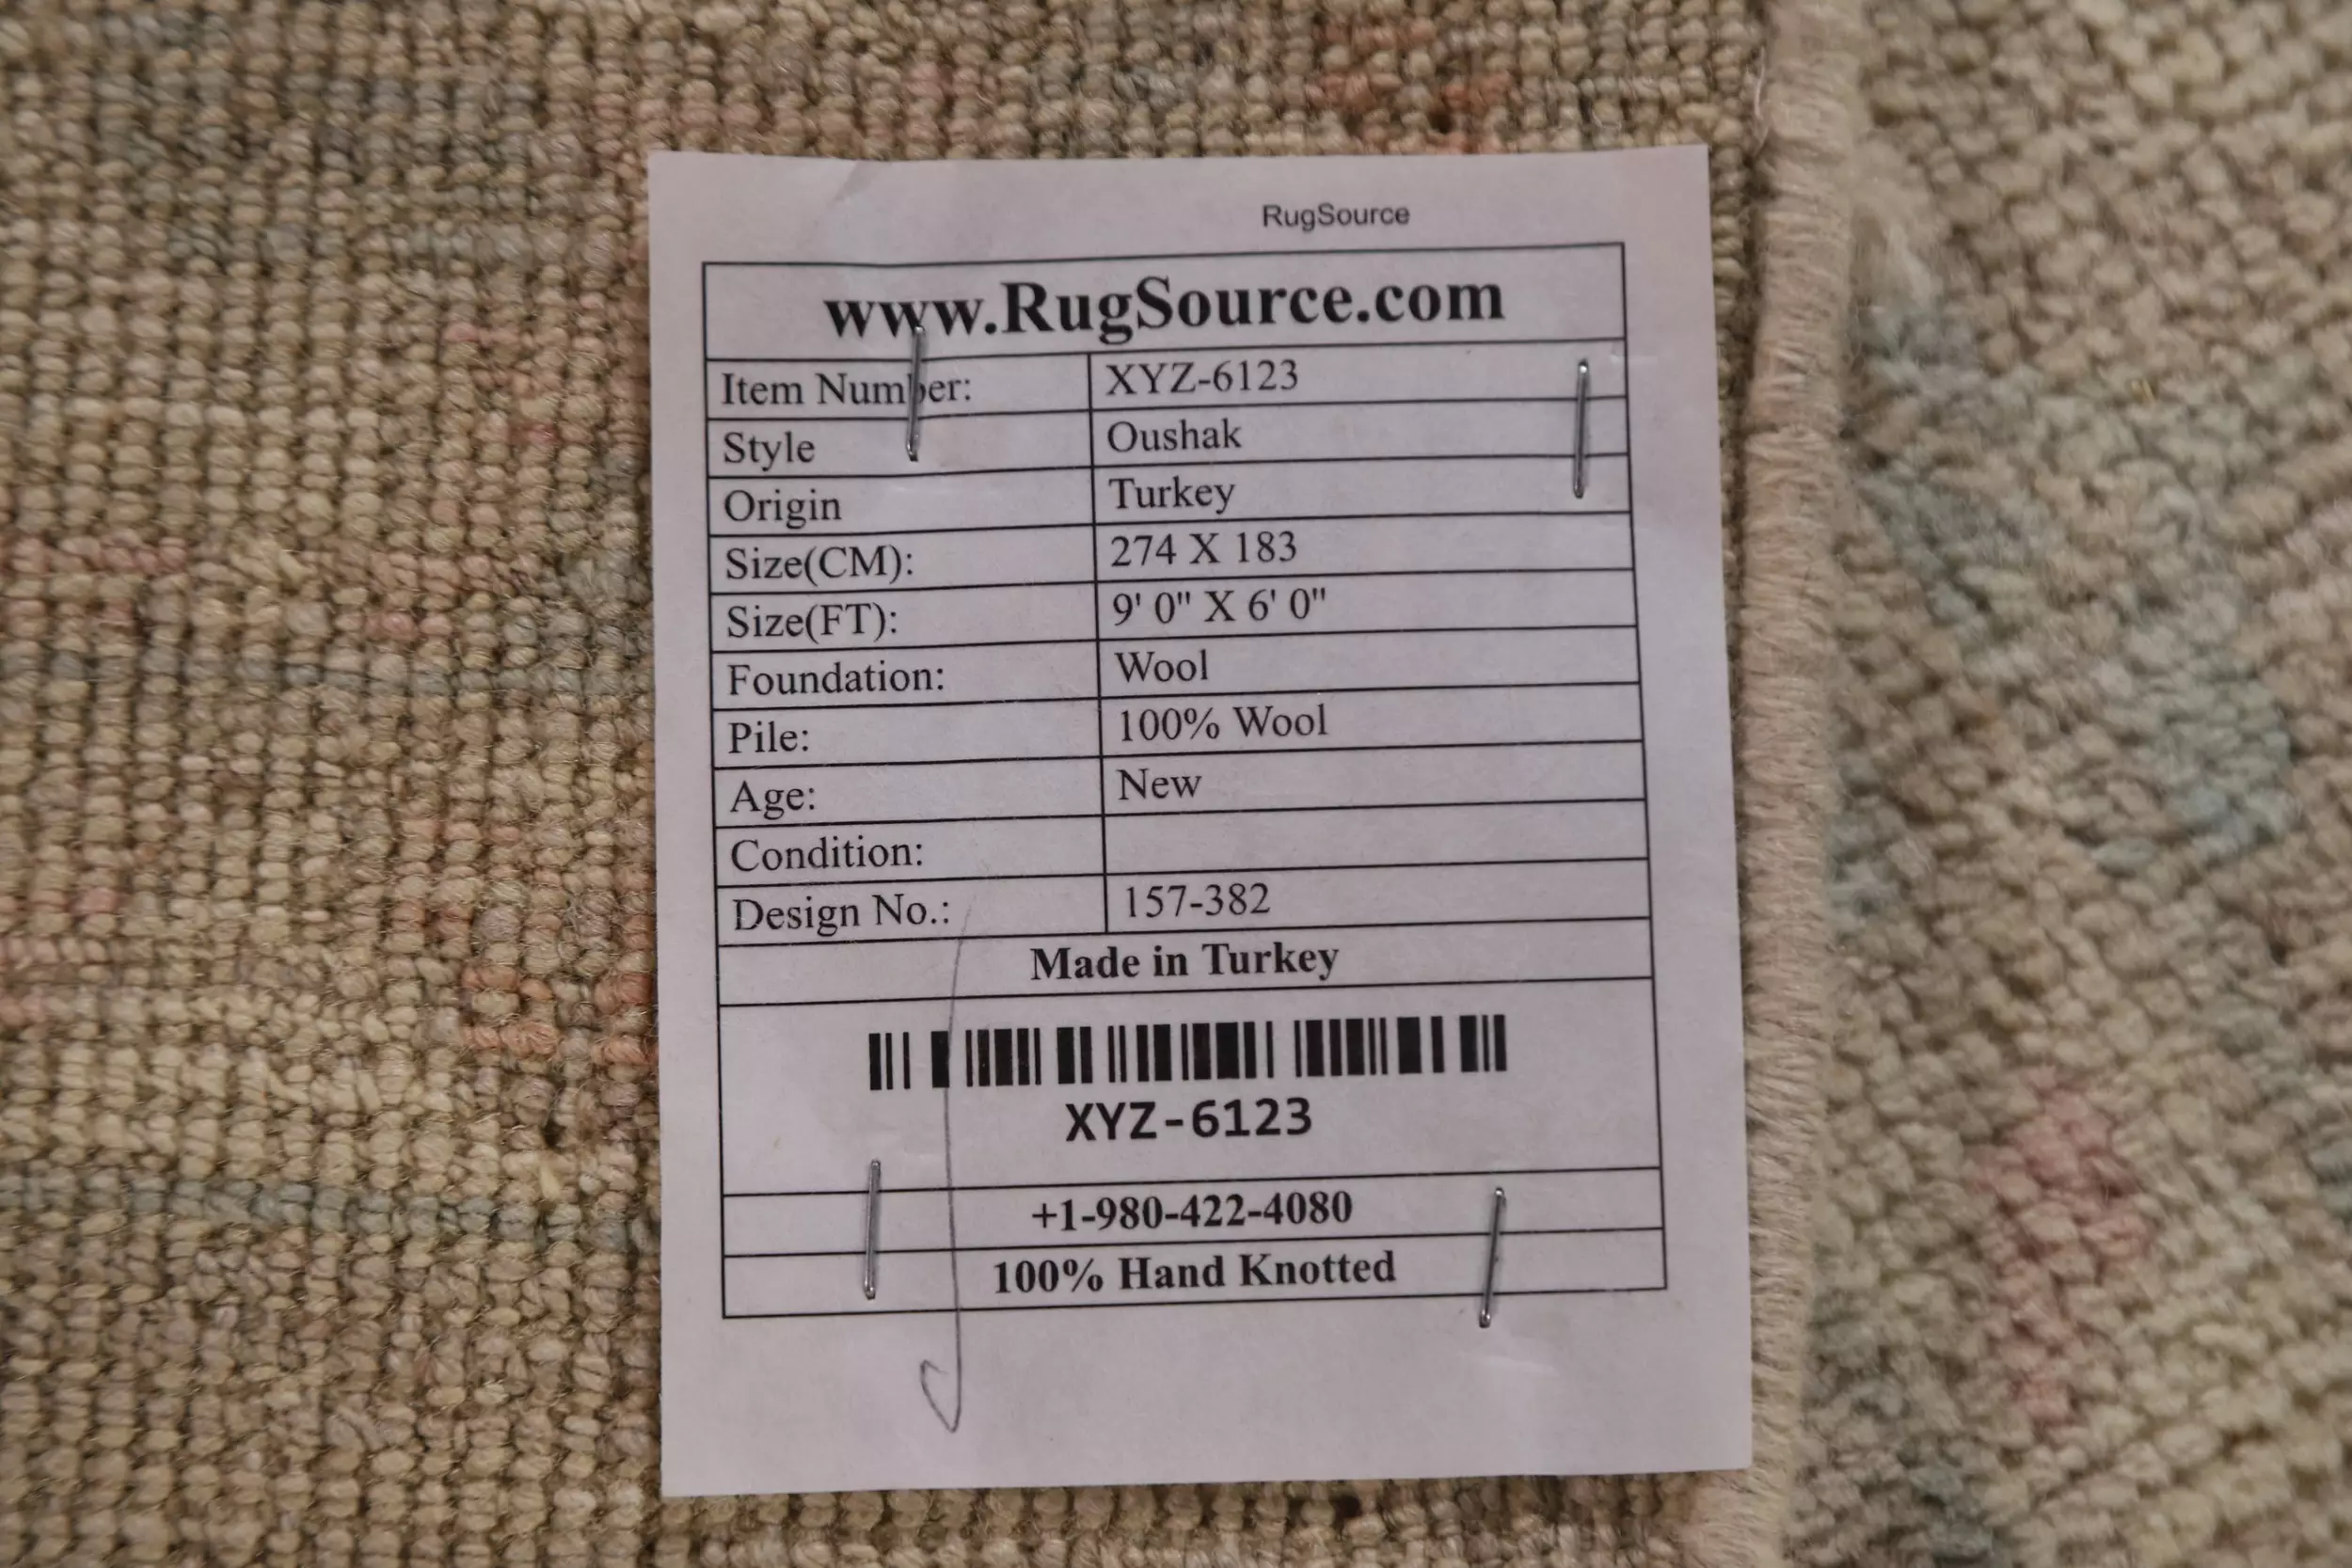 RugSource
www.RugSource.com
Item Number: XYZ-6123
Style Oushak
Origin Turkey
Size(CM): 274 X 183
Size(FT): 9' 0" X 6' 0"
Foundation: Wool
Pile: 100% Wool
Age: New
Condition:
Design No.: 157-382
Made in Turkey
XYZ-6123
+1-980-422-4080
100% Hand Knotted